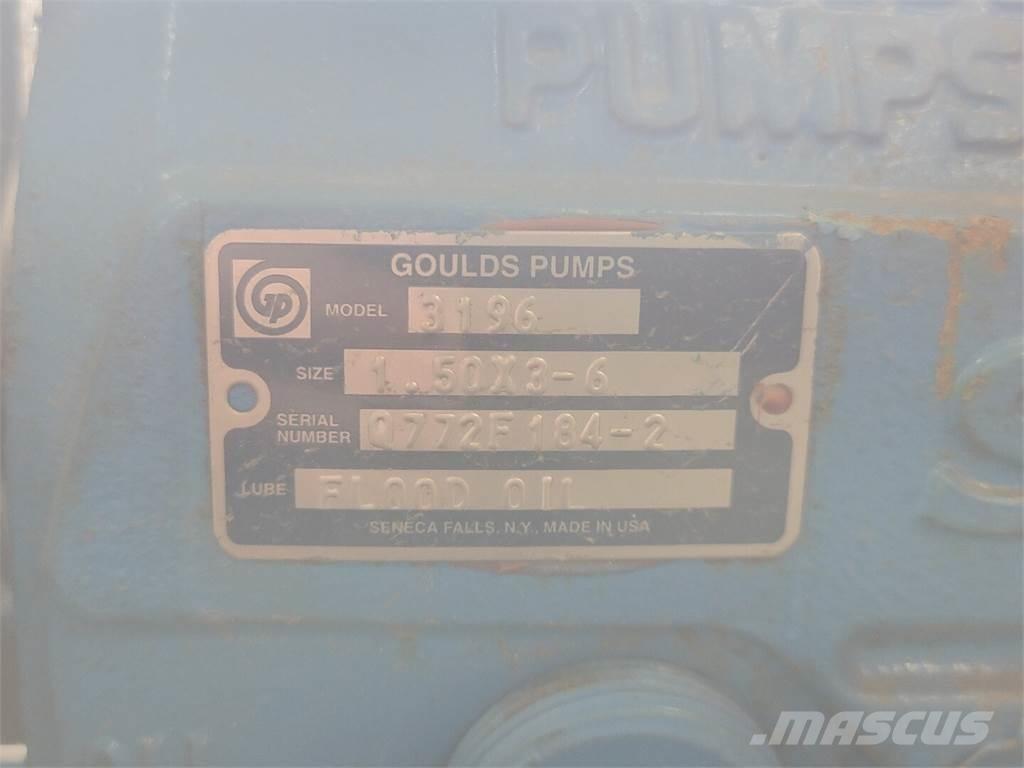 PUMPS
GOULDS PUMPS
GP
MODEL 3196
SIZE 1.50X3-6
SERIAL NUMBER Q772F184-2
LUBE FLOOD OIL
SENECA FALLS, N.Y., MADE IN USA
MASCUS